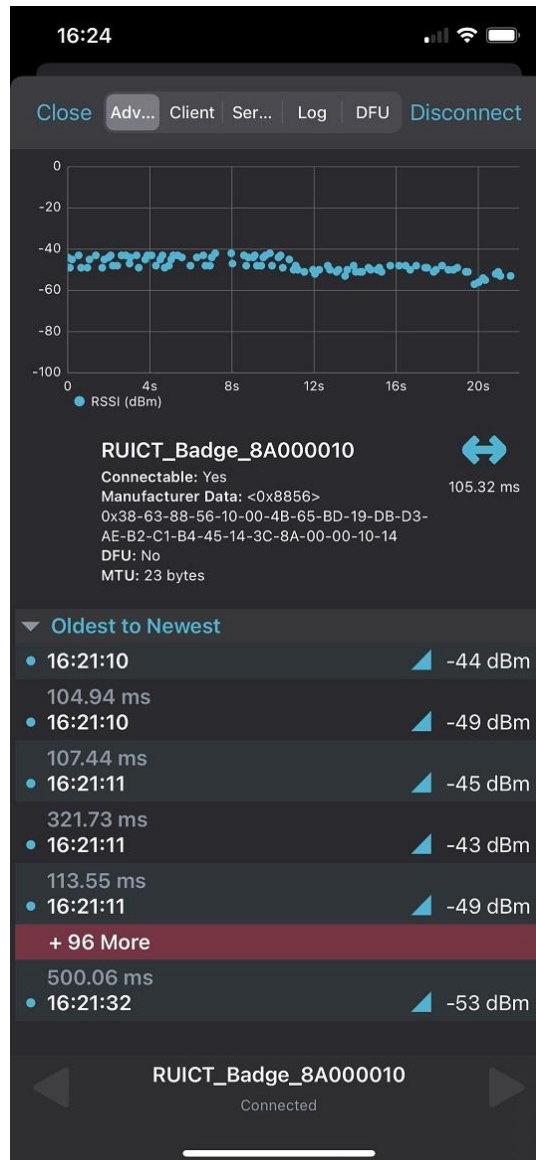 16:24
Close Adv... Client Ser... Log DFU Disconnect
0
-20
-40
-60
-80
-100
0 4s 8s 12s 16s 20s
RSSI (dBm)
RUICT_Badge_8A000010
Connectable: Yes
105.32 ms
Manufacturer Data: <0x8856>
0x38-63-88-56-10-00-4B-65-BD-19-DB-D3-
AE-B2-C1-B4-45-14-3C-8A-00-00-10-14
DFU: No
MTU: 23 bytes
Oldest to Newest
16:21:10 -44 dBm
104.94 ms
16:21:10 -49 dBm
107.44 ms
16:21:11 -45 dBm
321.73 ms
16:21:11 -43 dBm
113.55 ms
16:21:11 -49 dBm
+ 96 More
500.06 ms
16:21:32 -53 dBm
RUICT_Badge_8A000010
Connected